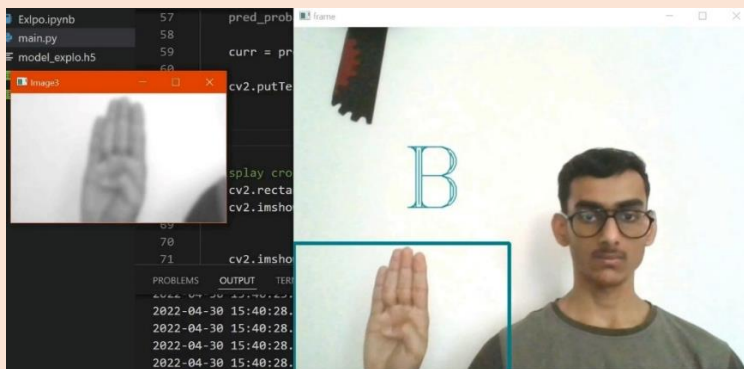 Exlpo.ipynb
main.py
model_explo.h5
Image3
57 pred_prob
58
59 curr = pr
60
cv2.putTe
splay cro
cv2.recta
cv2.imsho
69
70
71 cv2.imsho
PROBLEMS OUTPUT TER
2022-04-30 15:40:28.
2022-04-30 15:40:28.
2022-04-30 15:40:28.
2022-04-30 15:40:28.
frame
B